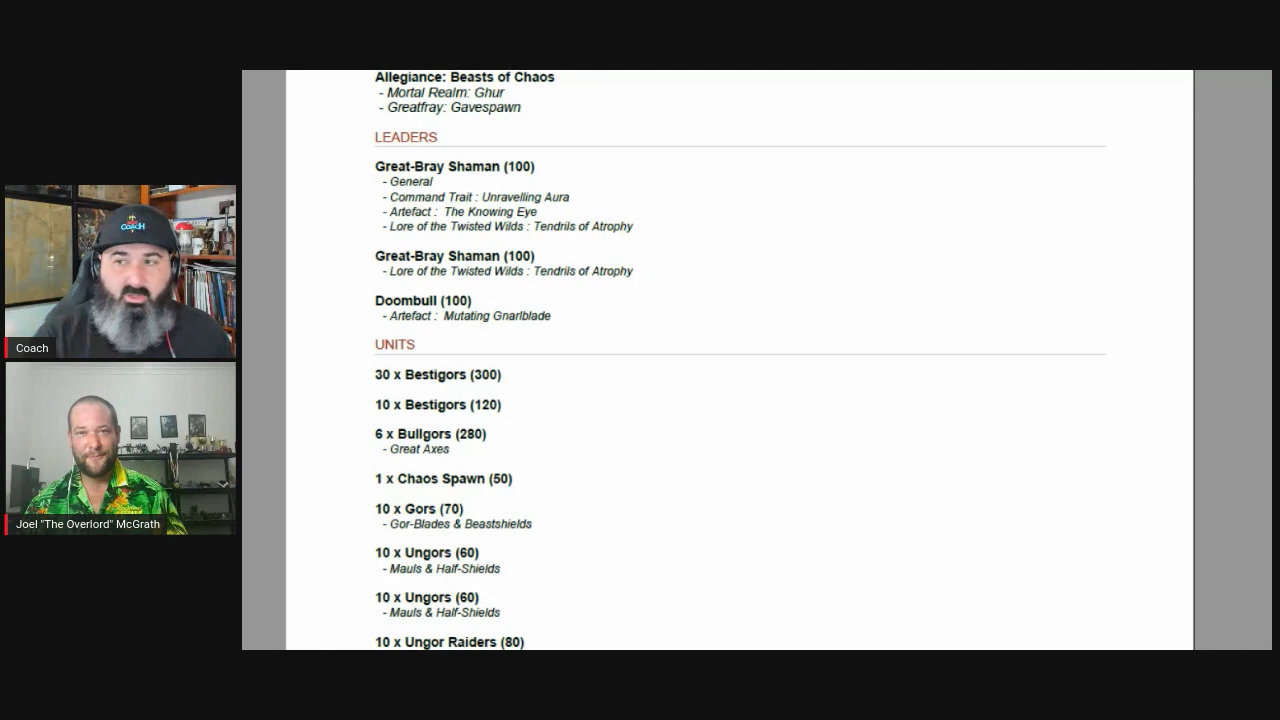 Allegiance: Beasts of Chaos
- Mortal Realm: Ghur
- Greatfray: Gavespawn
LEADERS
Great-Bray Shaman (100)
- General
- Command Trait : Unravelling Aura
- Artefact : The Knowing Eye
- Lore of the Twisted Wilds : Tendrils of Atrophy
Great-Bray Shaman (100)
- Lore of the Twisted Wilds : Tendrils of Atrophy
Doombull (100)
- Artefact : Mutating Gnarlblade
UNITS
30 x Bestigors (300)
10 x Bestigors (120)
6 x Bullgors (280)
- Great Axes
1 x Chaos Spawn (50)
10 x Gors (70)
- Gor-Blades & Beastshields
10 x Ungors (60)
- Mauls & Half-Shields
10 x Ungors (60)
- Mauls & Half-Shields
10 x Ungor Raiders (80)
COACH
Coach
Joel "The Overlord" McGrath